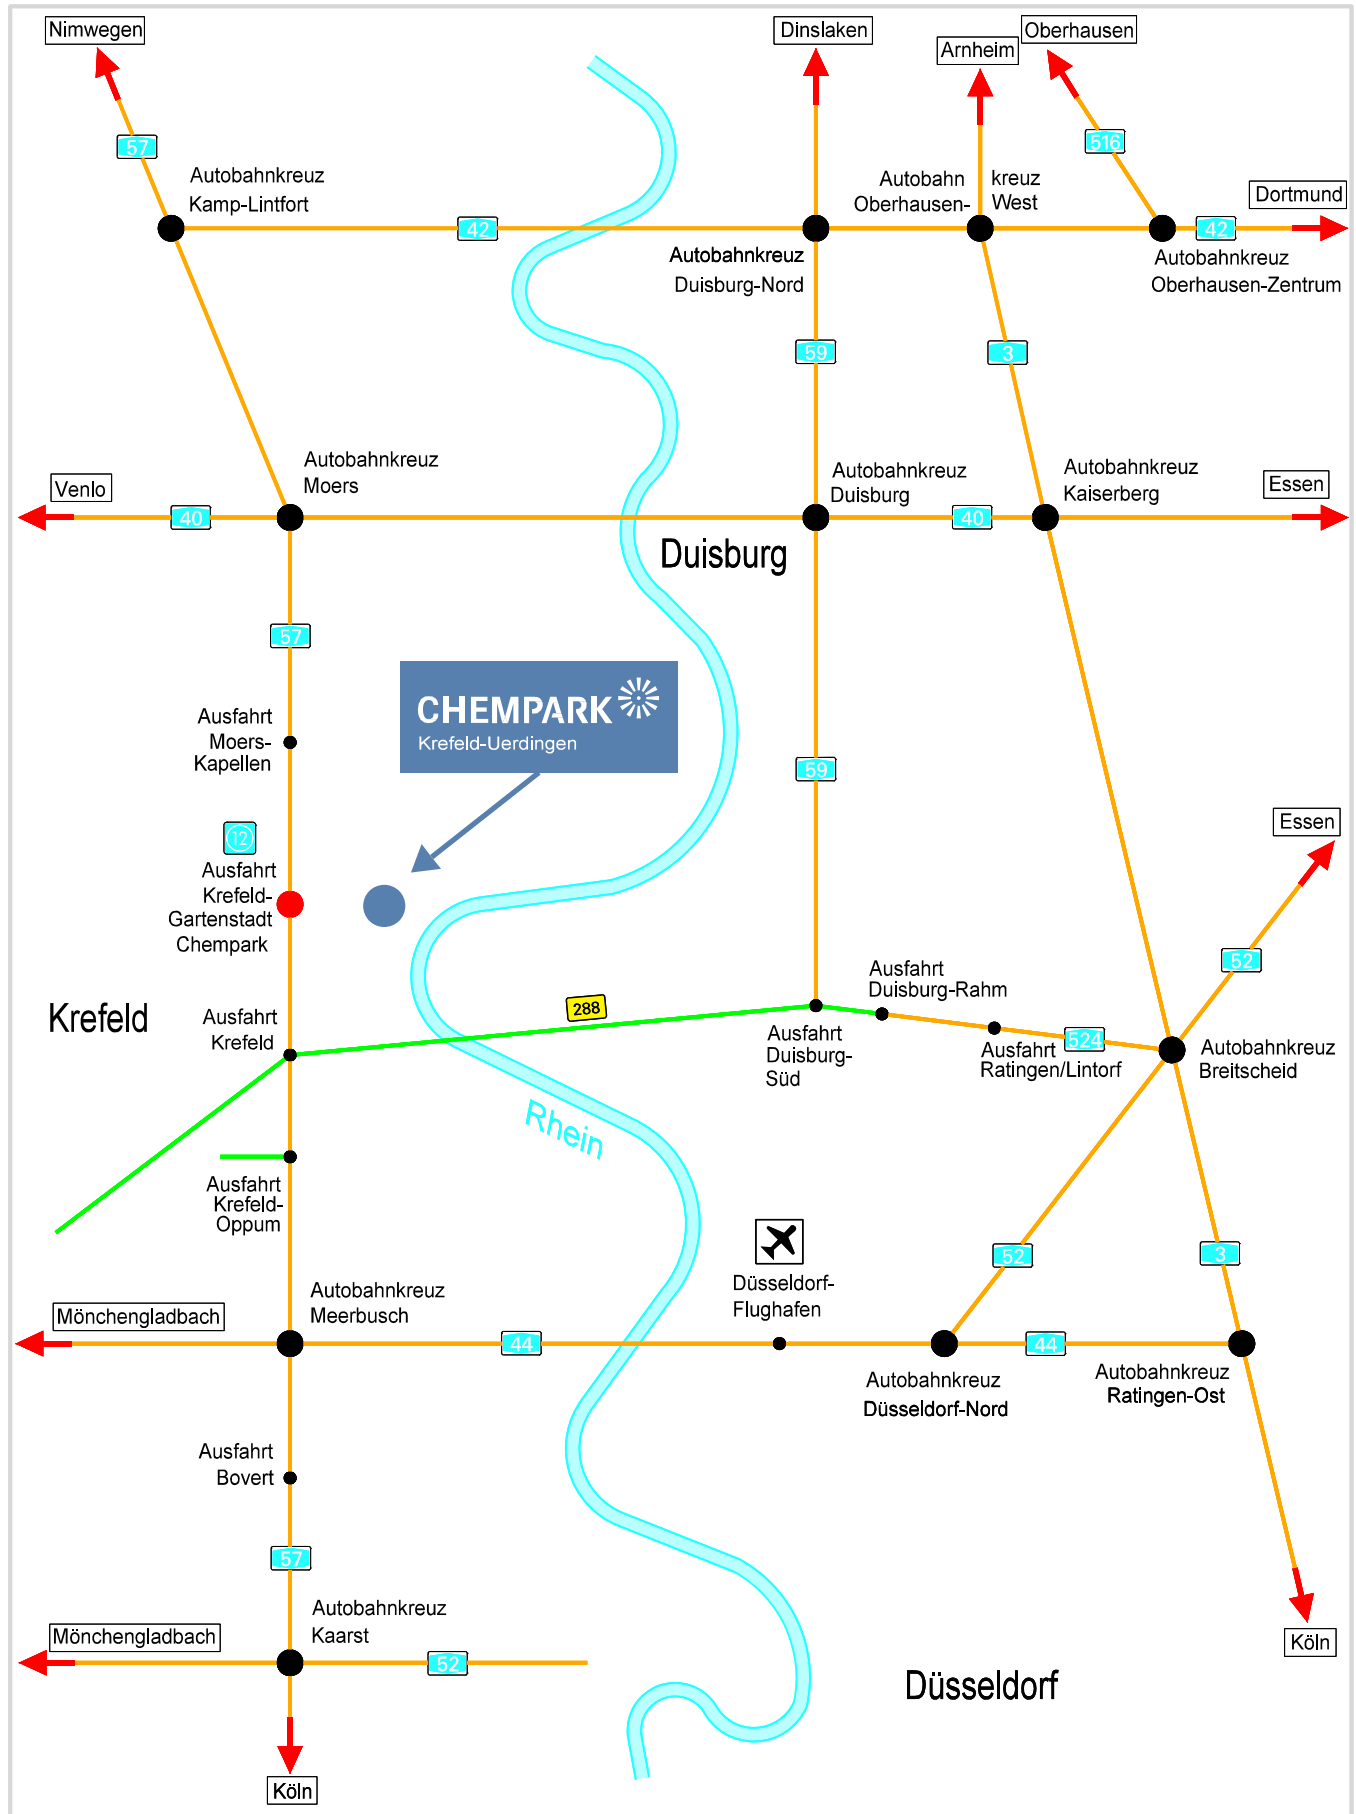 Nimwegen
Dinslaken
Arnheim
Oberhausen
57
516
Autobahnkreuz
Kamp-Lintfort
Autobahn kreuz
Oberhausen- West
Dortmund
42
42
Autobahnkreuz
Duisburg-Nord
Autobahnkreuz
Oberhausen-Zentrum
59
3
Autobahnkreuz
Moers
Autobahnkreuz
Duisburg
Autobahnkreuz
Kaiserberg
Venlo
Essen
40
40
Duisburg
57
CHEMPARK
Krefeld-Uerdingen
Ausfahrt
Moers-
Kapellen
59
12
Essen
Ausfahrt
Krefeld-
Gartenstadt
Chempark
52
Ausfahrt
Duisburg-Rahm
Krefeld
Ausfahrt
Krefeld
288
Ausfahrt
Duisburg-
Süd
524
Ausfahrt
Ratingen/Lintorf
Autobahnkreuz
Breitscheid
Rhein
Ausfahrt
Krefeld-
Oppum
52
3
Düsseldorf-
Flughafen
Autobahnkreuz
Meerbusch
Mönchengladbach
44
44
Autobahnkreuz
Düsseldorf-Nord
Autobahnkreuz
Ratingen-Ost
Ausfahrt
Bovert
57
Autobahnkreuz
Kaarst
Mönchengladbach
52
Köln
Düsseldorf
Köln